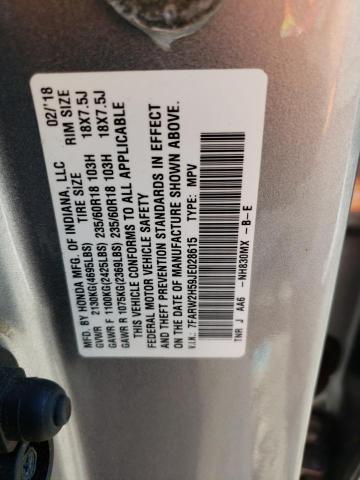 MFD. BY HONDA MFG. OF INDIANA, LLC 02/'18
TIRE SIZE RIM SIZE
GVWR 2130KG(4695LBS)
GAWR F 1100KG(2425LBS) 235/60R18 103H 18X7.5J
GAWR R 1075KG(2369LBS) 235/60R18 103H 18X7.5J
THIS VEHICLE CONFORMS TO ALL APPLICABLE
FEDERAL MOTOR VEHICLE SAFETY
AND THEFT PREVENTION STANDARDS IN EFFECT
ON THE DATE OF MANUFACTURE SHOWN ABOVE.
V.I.N.: 7FARW2H59JE028615 TYPE: MPV
TNR J AA6 -NH830MX -B-E